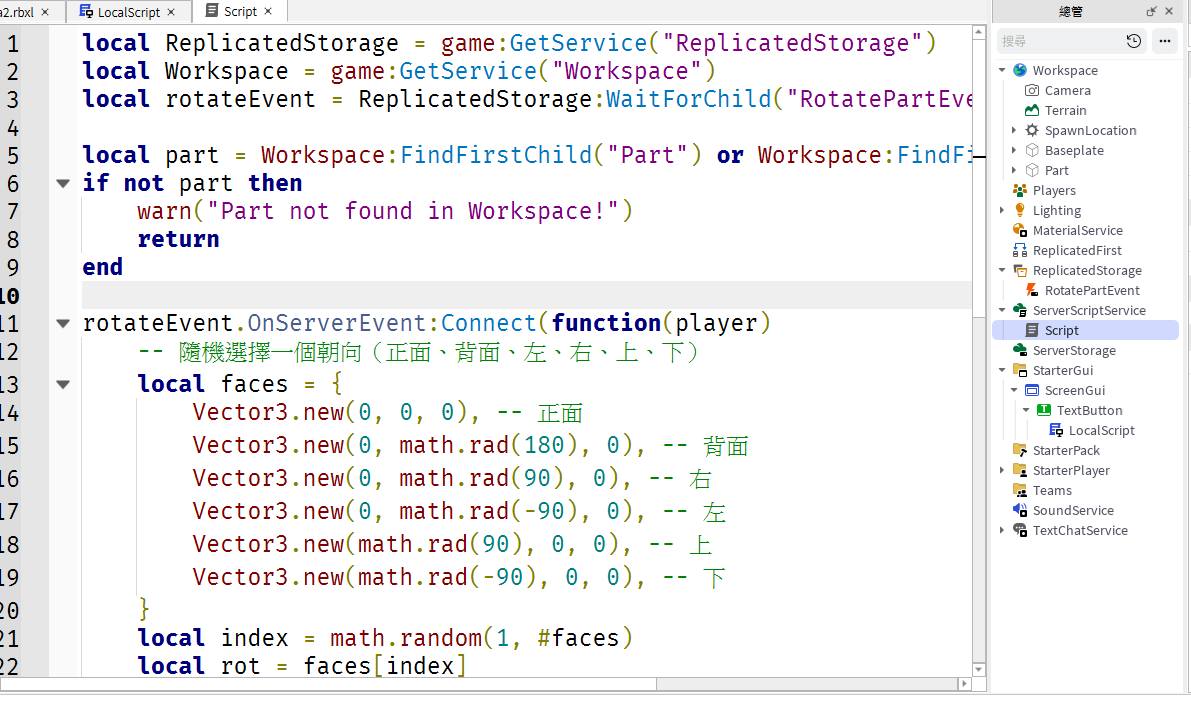 a2.rbxl ×
LocalScript ×
Script ×
1 local ReplicatedStorage = game:GetService("ReplicatedStorage")
2 local Workspace = game:GetService("Workspace")
3 local rotateEvent = ReplicatedStorage:WaitForChild("RotatePartEve
4
5 local part = Workspace:FindFirstChild("Part") or Workspace:FindFi
6 if not part then
7 warn("Part not found in Workspace!")
8 return
9 end
10
11 rotateEvent.OnServerEvent:Connect(function(player)
12 -- 隨機選擇一個朝向（正面、背面、左、右、上、下）
13 local faces = {
14 Vector3.new(0, 0, 0), -- 正面
15 Vector3.new(0, math.rad(180), 0), -- 背面
16 Vector3.new(0, math.rad(90), 0), -- 右
17 Vector3.new(0, math.rad(-90), 0), -- 左
18 Vector3.new(math.rad(90), 0, 0), -- 上
19 Vector3.new(math.rad(-90), 0, 0), -- 下
20 }
21 local index = math.random(1, #faces)
22 local rot = faces[index]
總管
搜尋
Workspace
Camera
Terrain
SpawnLocation
Baseplate
Part
Players
Lighting
MaterialService
ReplicatedFirst
ReplicatedStorage
RotatePartEvent
ServerScriptService
Script
ServerStorage
StarterGui
ScreenGui
TextButton
LocalScript
StarterPack
StarterPlayer
Teams
SoundService
TextChatService